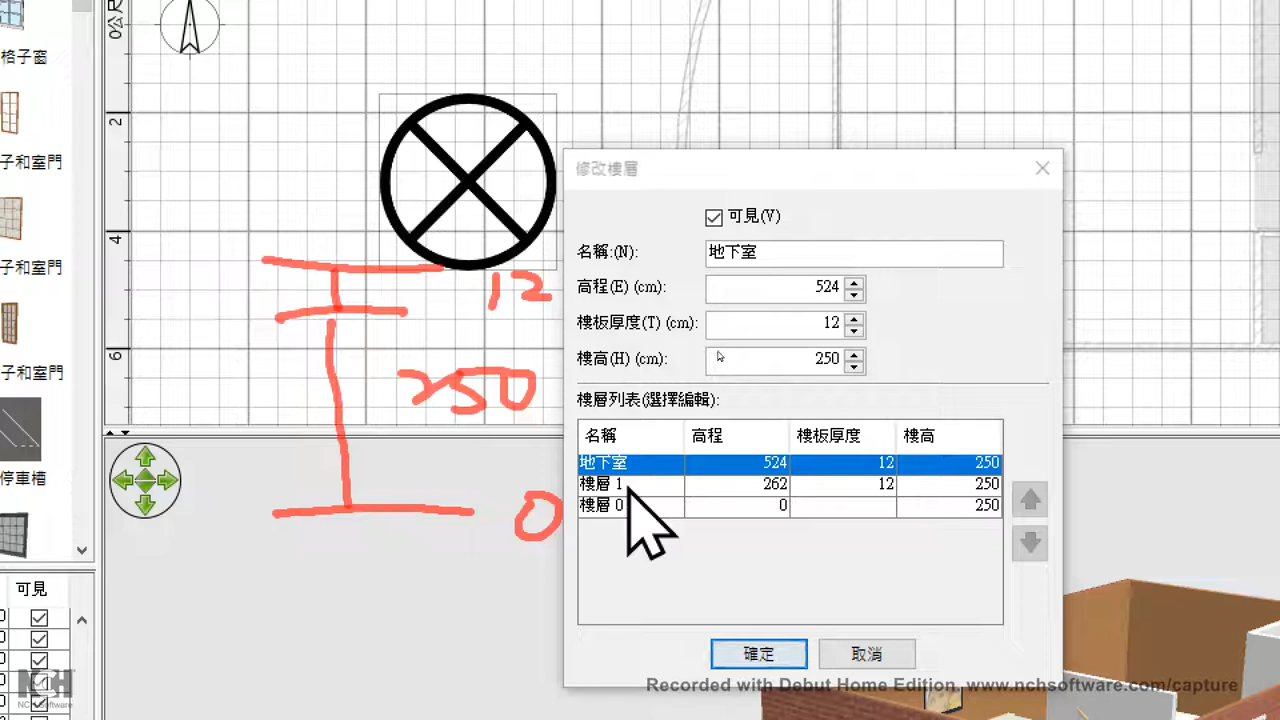 格子窗
子和室門
子和室門
子和室門
停車槽
可見
0公尺
2
4
6
12
250
0
修改樓層
可見(V)
名稱:(N):
地下室
高程(E) (cm):
524
樓板厚度(T) (cm):
12
樓高(H) (cm):
250
樓層列表(選擇編輯):
名稱 高程 樓板厚度 樓高
地下室 524 12 250
樓層 1 262 12 250
樓層 0 0 250
確定 取消
NCH
NCH Software
Recorded with Debut Home Edition. www.nchsoftware.com/capture